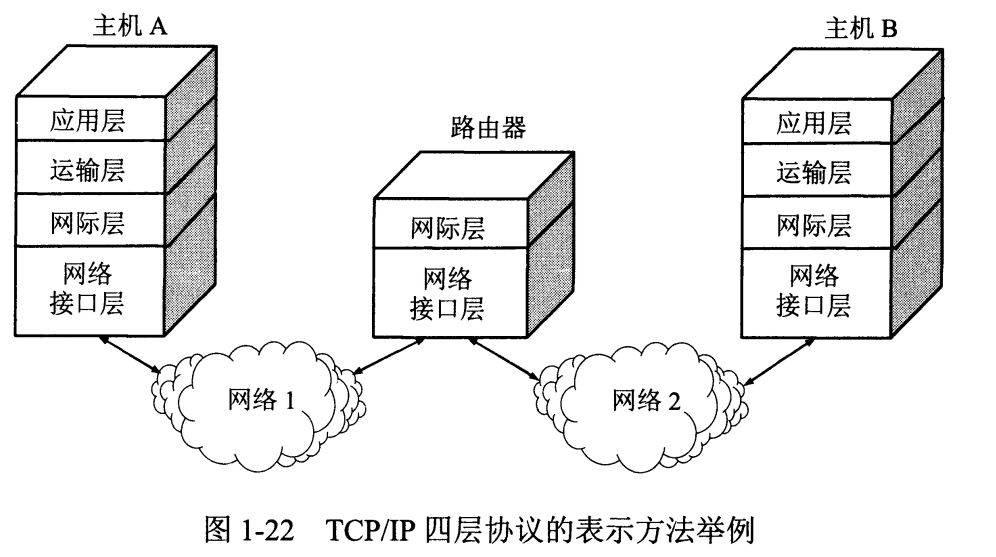 主机 A
应用层
运输层
网际层
网络
接口层
路由器
网际层
网络
接口层
主机 B
应用层
运输层
网际层
网络
接口层
网络 1
网络 2
图 1-22 TCP/IP 四层协议的表示方法举例